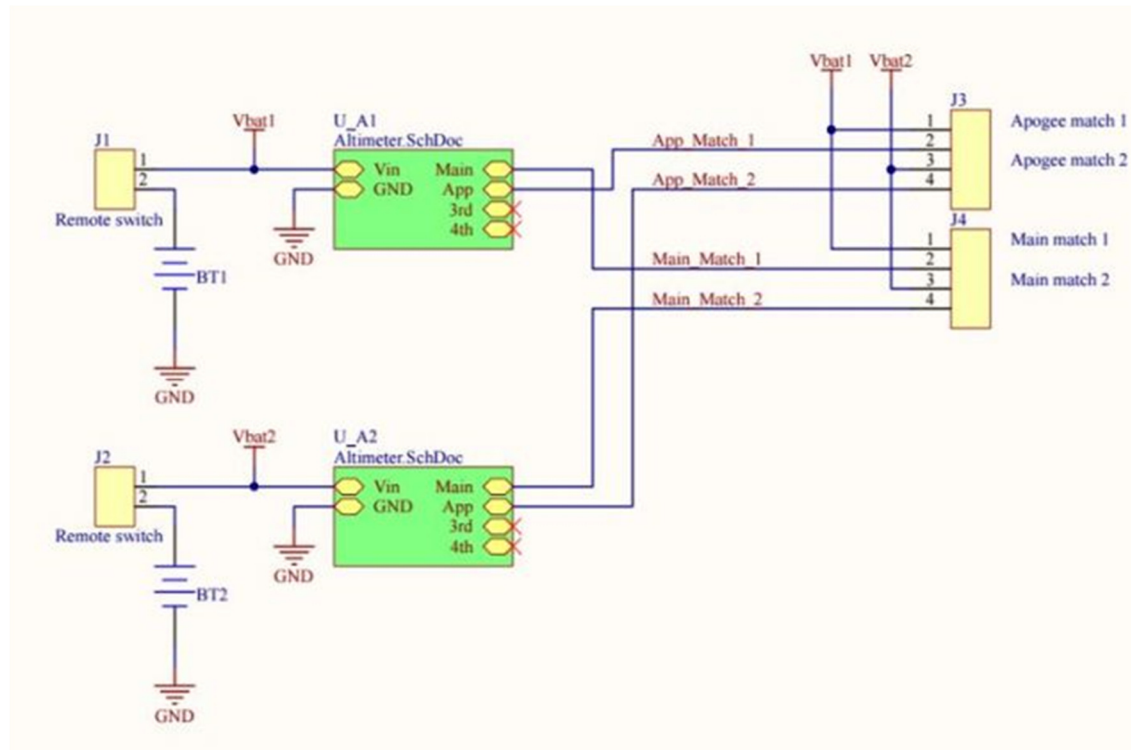 Vbat1 Vbat2
J3
1 Apogee match 1
2
3 Apogee match 2
4
J4
1 Main match 1
2
3 Main match 2
4
App_Match_1
App_Match_2
Main_Match_1
Main_Match_2
Vbat1
J1
1
2
Remote switch
BT1
GND
U_A1
Altimeter.SchDoc
Vin Main
GND App
3rd
4th
GND
Vbat2
J2
1
2
Remote switch
BT2
GND
U_A2
Altimeter.SchDoc
Vin Main
GND App
3rd
4th
GND